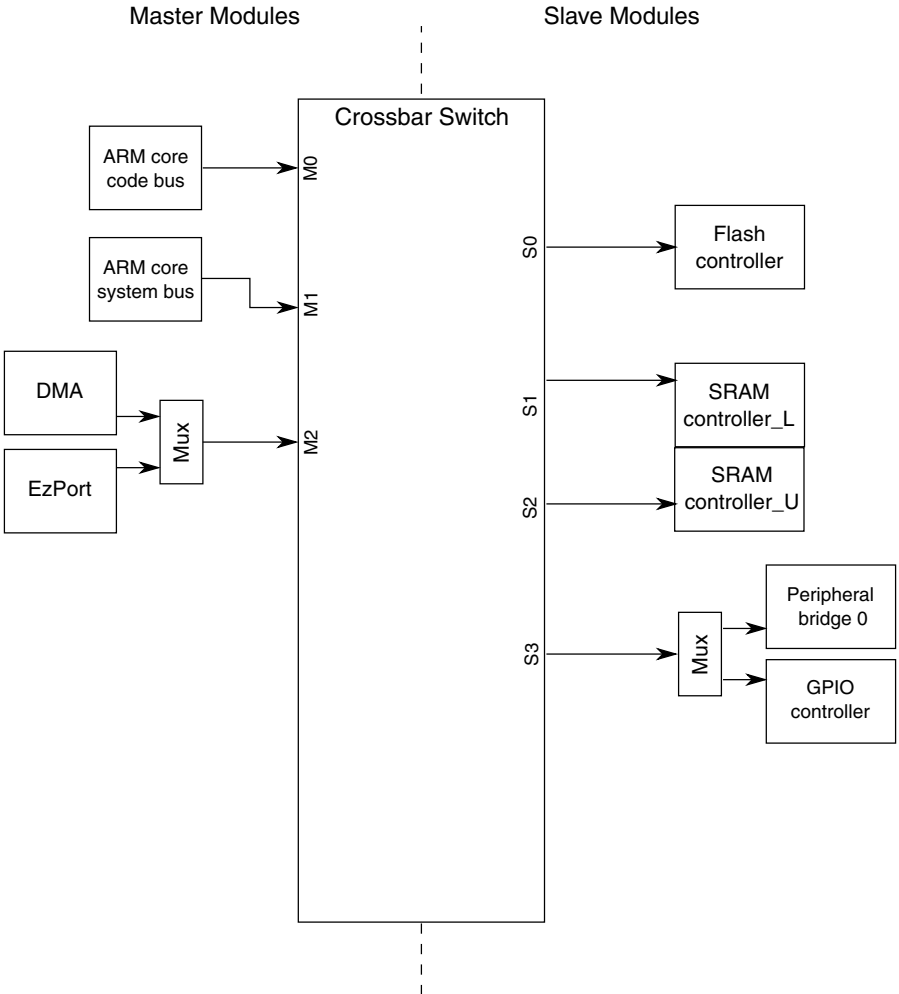 Master Modules
Slave Modules
Crossbar Switch
ARM core
code bus
M0
ARM core
system bus
M1
DMA
EzPort
Mux
M2
S0
Flash
controller
S1
SRAM
controller_L
S2
SRAM
controller_U
S3
Mux
Peripheral
bridge 0
GPIO
controller